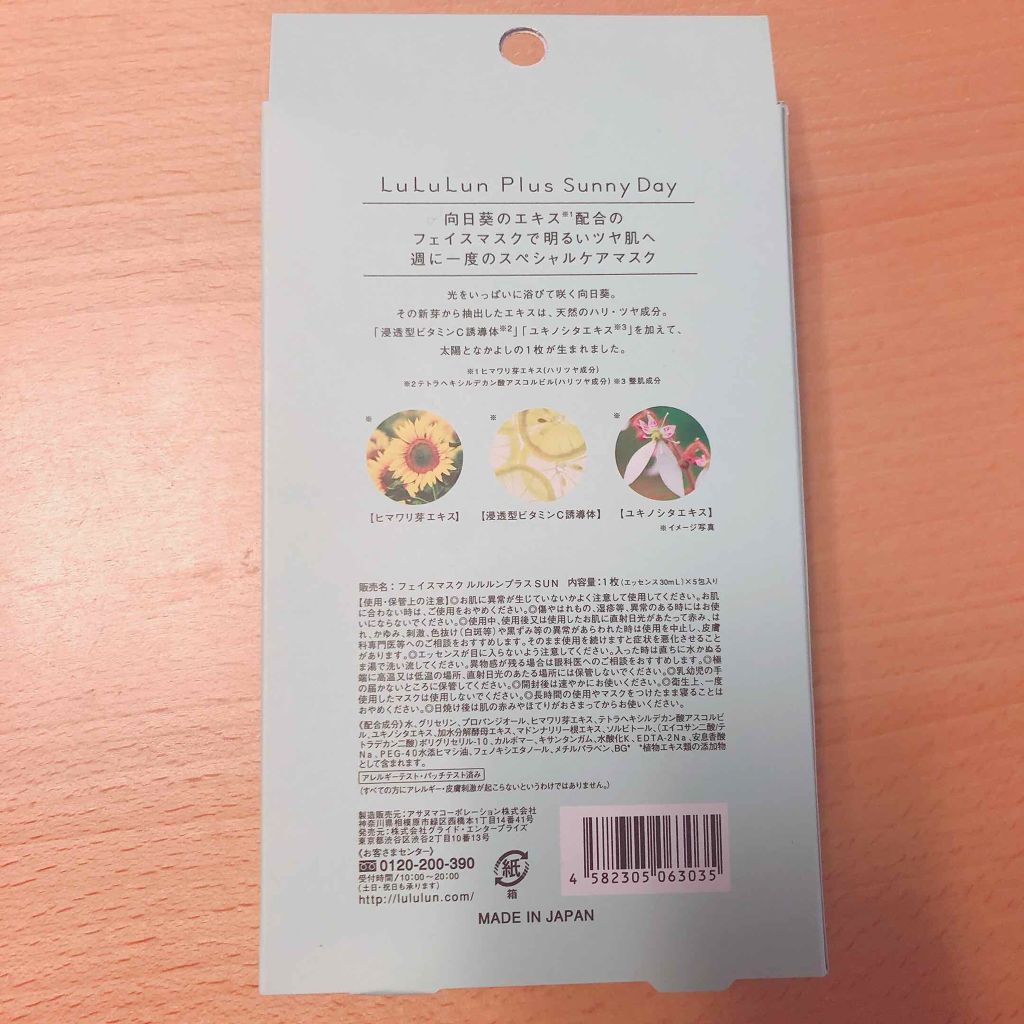 LuLuLun Plus Sunny Day
向日葵のエキス※1配合の
フェイスマスクで明るいツヤ肌へ
週に一度のスペシャルケアマスク
光をいっぱいに浴びて咲く向日葵。
その新芽から抽出したエキスは、天然のハリ・ツヤ成分。
「浸透型ビタミンC誘導体※2」「ユキノシタエキス※3」を加えて、
太陽となかよしの1枚が生まれました。
※1ヒマワリ芽エキス(ハリツヤ成分)
※2テトラヘキシルデカン酸アスコルビル(ハリツヤ成分) ※3 整肌成分
※ ※ ※
【ヒマワリ芽エキス】 【浸透型ビタミンC誘導体】 【ユキノシタエキス】
※イメージ写真
販売名：フェイスマスク ルルルンプラス SUN 内容量：1枚(エッセンス30mL)×5包入り
【使用・保管上の注意】◎お肌に異常が生じていないかよく注意して使用してください。お肌
に合わない時は、ご使用をおやめください。◎傷やはれもの、湿疹等、異常のある時にはお使
いにならないでください。◎使用中、使用後又は使用したお肌に直射日光があたって赤み、は
れ、かゆみ、刺激、色抜け(白斑等)や黒ずみ等の異常があらわれた時は使用を中止し、皮膚
科専門医等へのご相談をおすすめします。そのまま使用を続けますと症状を悪化させること
があります。◎エッセンスが目に入らないよう注意してください。入った時は直ちに水かぬる
ま湯で洗い流してください。異物感が残る場合は眼科医へのご相談をおすすめします。◎極
端に高温又は低温の場所、直射日光のあたる場所には保管しないでください。◎乳幼児の手
の届かないところに保管してください。◎開封後は速やかにお使いください。◎衛生上、一度
使用したマスクは使用しないでください。◎長時間の使用やマスクをつけたまま寝ることは
おやめください。◎日焼け後は肌の赤みやほてりがおさまってからお使いください。
《配合成分》水、グリセリン、プロパンジオール、ヒマワリ芽エキス、テトラヘキシルデカン酸アスコルビ
ル、ユキノシタエキス、加水分解酵母エキス、マドンナリリー根エキス、ソルビトール、(エイコサン二酸/テ
トラデカン二酸)ポリグリセリル-10、カルボマー、キサンタンガム、水酸化K、EDTA-2Na、安息香酸
Na、PEG-40水添ヒマシ油、フェノキシエタノール、メチルパラベン、BG* *植物エキス類の添加物
として含まれます。
アレルギーテスト・パッチテスト済み
(すべての方にアレルギー・皮膚刺激が起こらないというわけではありません。)
製造販売元：アサヌマコーポレーション株式会社
神奈川県相模原市緑区西橋本1丁目14番41号
発売元：株式会社グライド・エンタープライズ
東京都渋谷区渋谷2丁目10番13号
《お客さまセンター》
0120-200-390
受付時間/10:00～20:00
(土日・祝日も承ります)
http://lululun.com/
紙
箱
4 582305 063035
MADE IN JAPAN